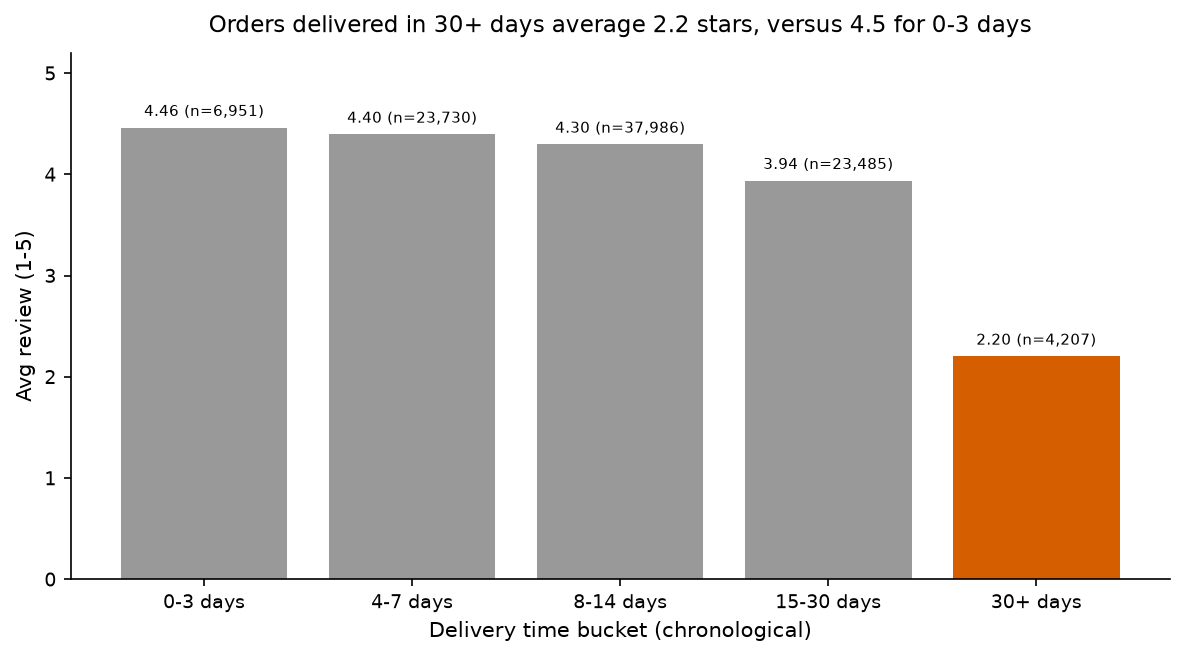 Orders delivered in 30+ days average 2.2 stars, versus 4.5 for 0-3 days
Avg review (1-5)
5
4
3
2
1
0
4.46 (n=6,951)
4.40 (n=23,730)
4.30 (n=37,986)
3.94 (n=23,485)
2.20 (n=4,207)
0-3 days
4-7 days
8-14 days
15-30 days
30+ days
Delivery time bucket (chronological)